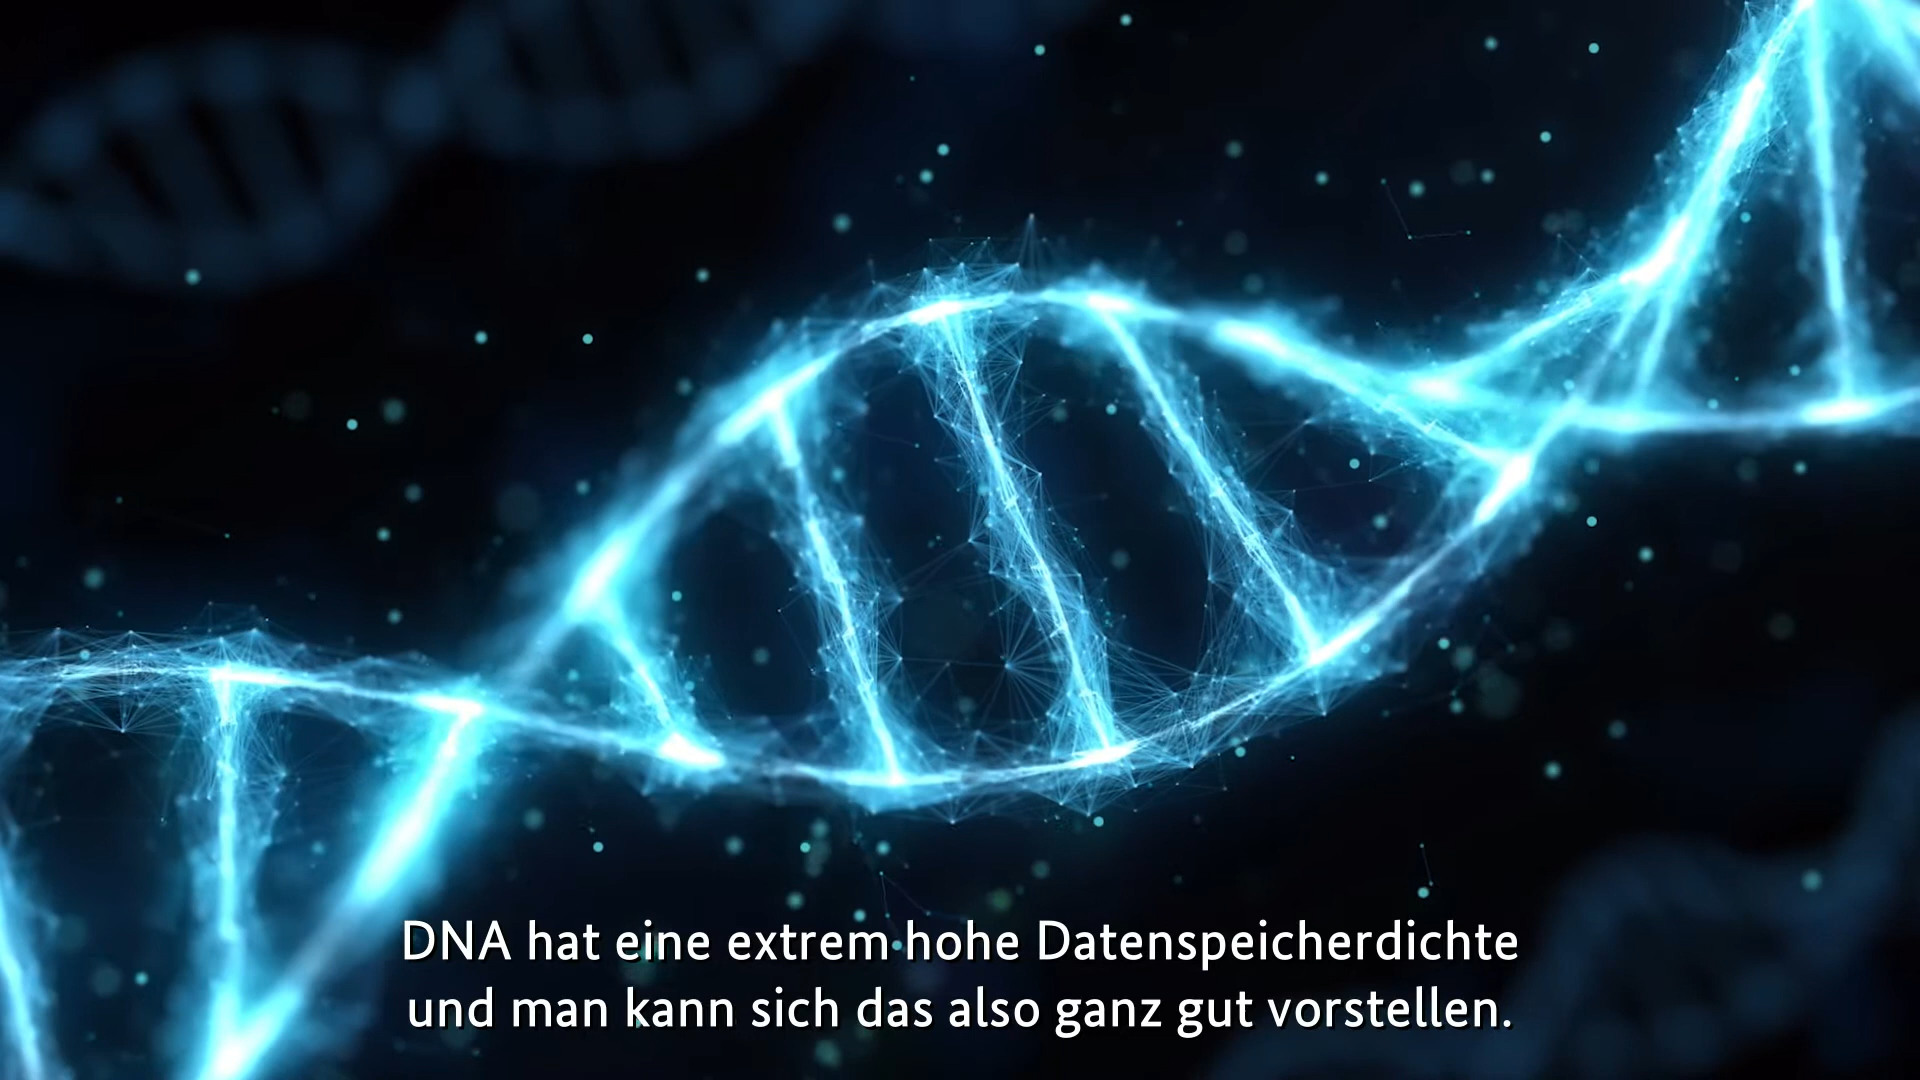 DNA hat eine extrem hohe Datenspeicherdichte
und man kann sich das also ganz gut vorstellen.